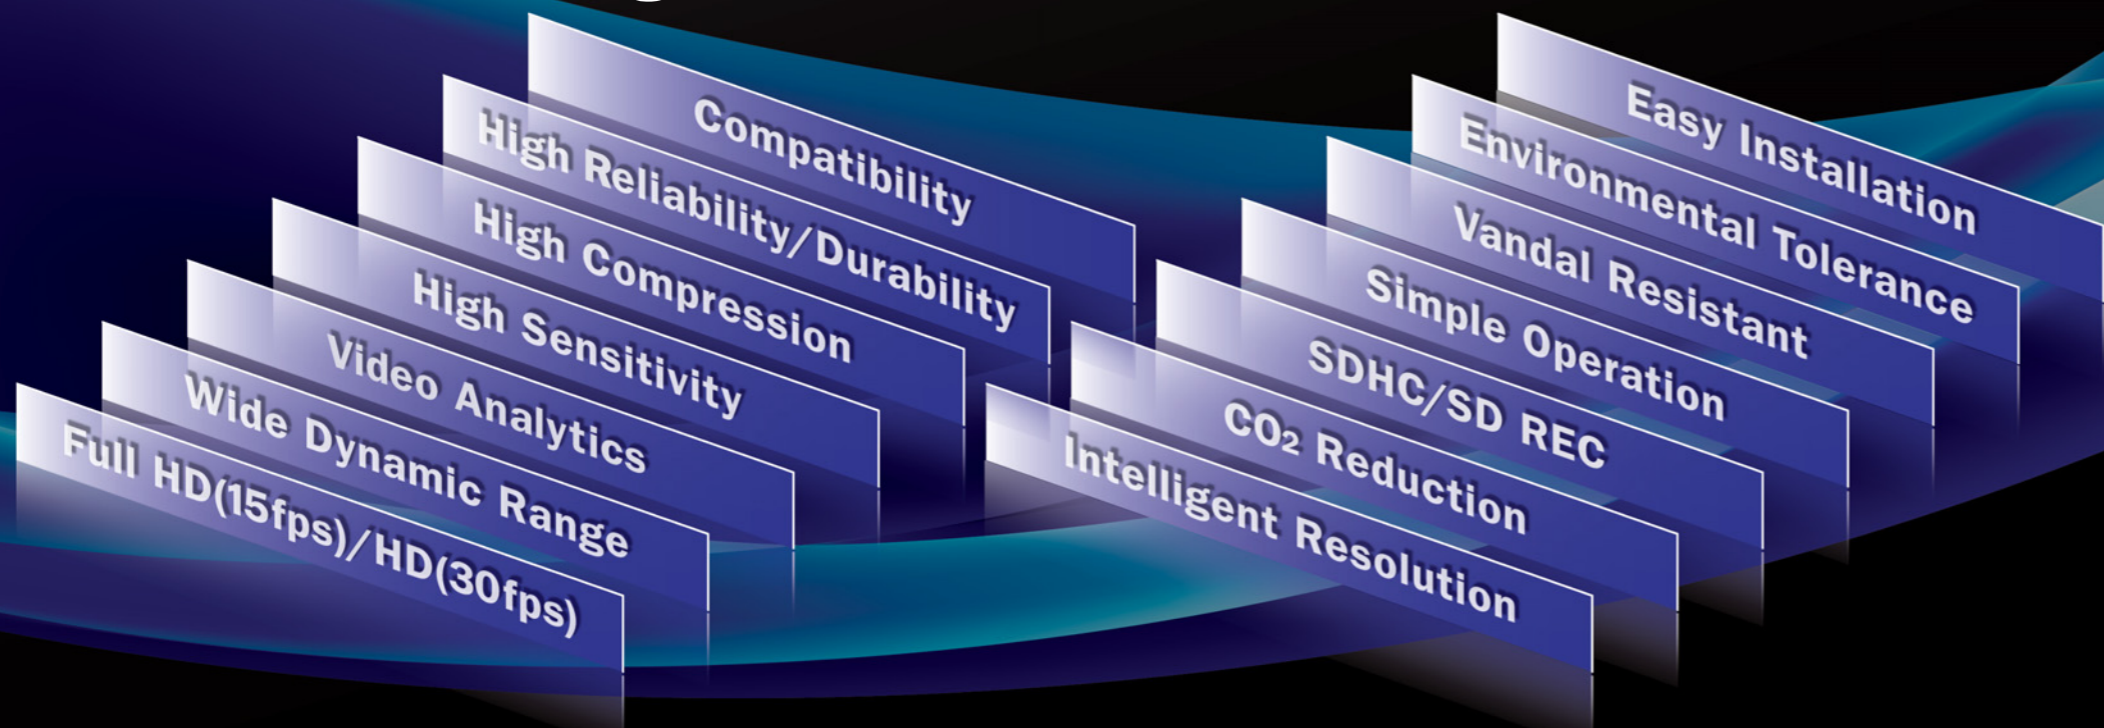 Compatibility
High Reliability/Durability
High Compression
High Sensitivity
Video Analytics
Wide Dynamic Range
Full HD(15fps)/HD(30fps)
Easy Installation
Environmental Tolerance
Vandal Resistant
Simple Operation
SDHC/SD REC
CO₂ Reduction
Intelligent Resolution